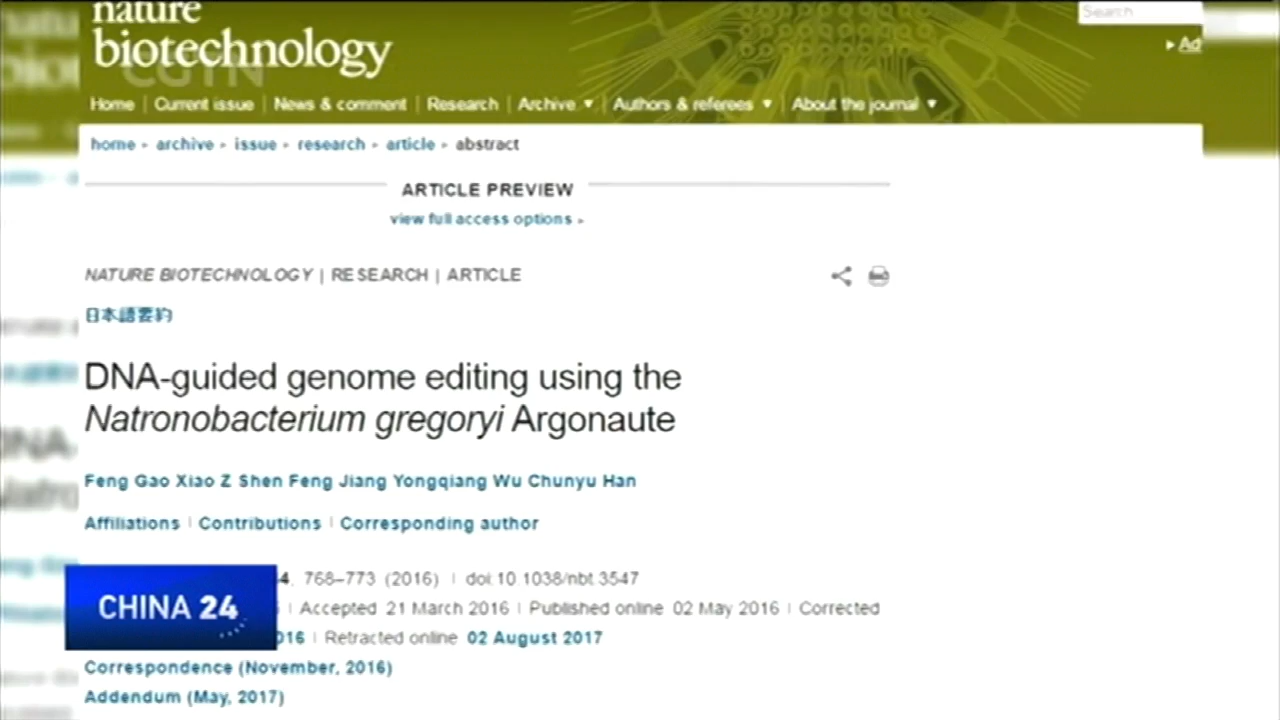 nature
biotechnology
CGTN
Search
Ad
Home | Current issue | News & comment | Research | Archive ▼ | Authors & referees ▼ | About the journal ▼
home ▸ archive ▸ issue ▸ research ▸ article ▸ abstract
ARTICLE PREVIEW
view full access options ▸
NATURE BIOTECHNOLOGY | RESEARCH | ARTICLE
日本語要約
DNA-guided genome editing using the
Natronobacterium gregoryi Argonaute
Feng Gao Xiao Z Shen Feng Jiang Yongqiang Wu Chunyu Han
Affiliations | Contributions | Corresponding author
4, 768–773 (2016) | doi:10.1038/nbt.3547
| Accepted 21 March 2016 | Published online 02 May 2016 | Corrected
016 | Retracted online 02 August 2017
Correspondence (November, 2016)
Addendum (May, 2017)
CHINA 24